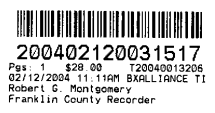 200402120031517
Pgs: 1 $28.00 T20040013206
02/12/2004 11:11AM BXALLIANCE TI
Robert G. Montgomery
Franklin County Recorder